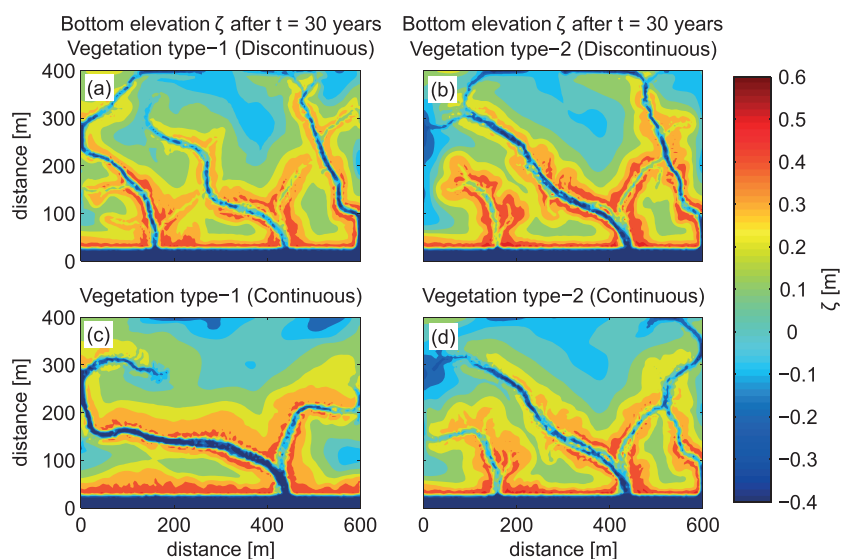 Bottom elevation ζ after t = 30 years
Vegetation type−1 (Discontinuous)
Bottom elevation ζ after t = 30 years
Vegetation type−2 (Discontinuous)
(a)
(b)
400
300
200
100
0
distance [m]
Vegetation type−1 (Continuous)
Vegetation type−2 (Continuous)
(c)
(d)
400
300
200
100
0
distance [m]
0 200 400 600
distance [m]
0 200 400 600
distance [m]
0.6
0.5
0.4
0.3
0.2
0.1
0
−0.1
−0.2
−0.3
−0.4
ζ [m]